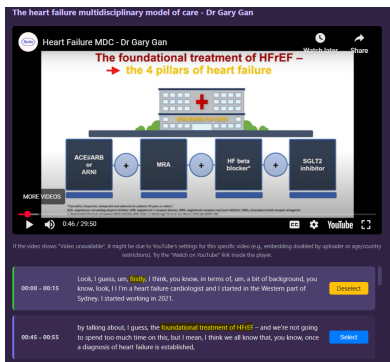 The heart failure multidisciplinary model of care - Dr Gary Gan
Heart Failure MDC - Dr Gary Gan
Watch later
Share
The foundational treatment of HFrEF –
the 4 pillars of heart failure
ACEi/ARB
or
ARNI
+
MRA
+
HF beta
blocker*
+
SGLT2
inhibitor
MORE VIDEOS
0:46 / 29:50
CC
YouTube
If the video shows "Video unavailable", it might be due to YouTube's settings for this specific video (e.g., embedding disabled by uploader or age/country
restrictions). Try the "Watch on YouTube" link inside the player.
00:00 - 00:15
Look, I guess, um, firstly, I think, you know, in terms of, um, a bit of background, you
know, look, I I I'm a heart failure cardiologist and I started in the Western part of
Sydney. I started working in 2021.
Deselect
00:45 - 00:55
by talking about, I guess, the foundational treatment of HFrEF – and we're not going
to spend too much time on this, but I mean, I think we all know that, you know, once
a diagnosis of heart failure is established,
Select